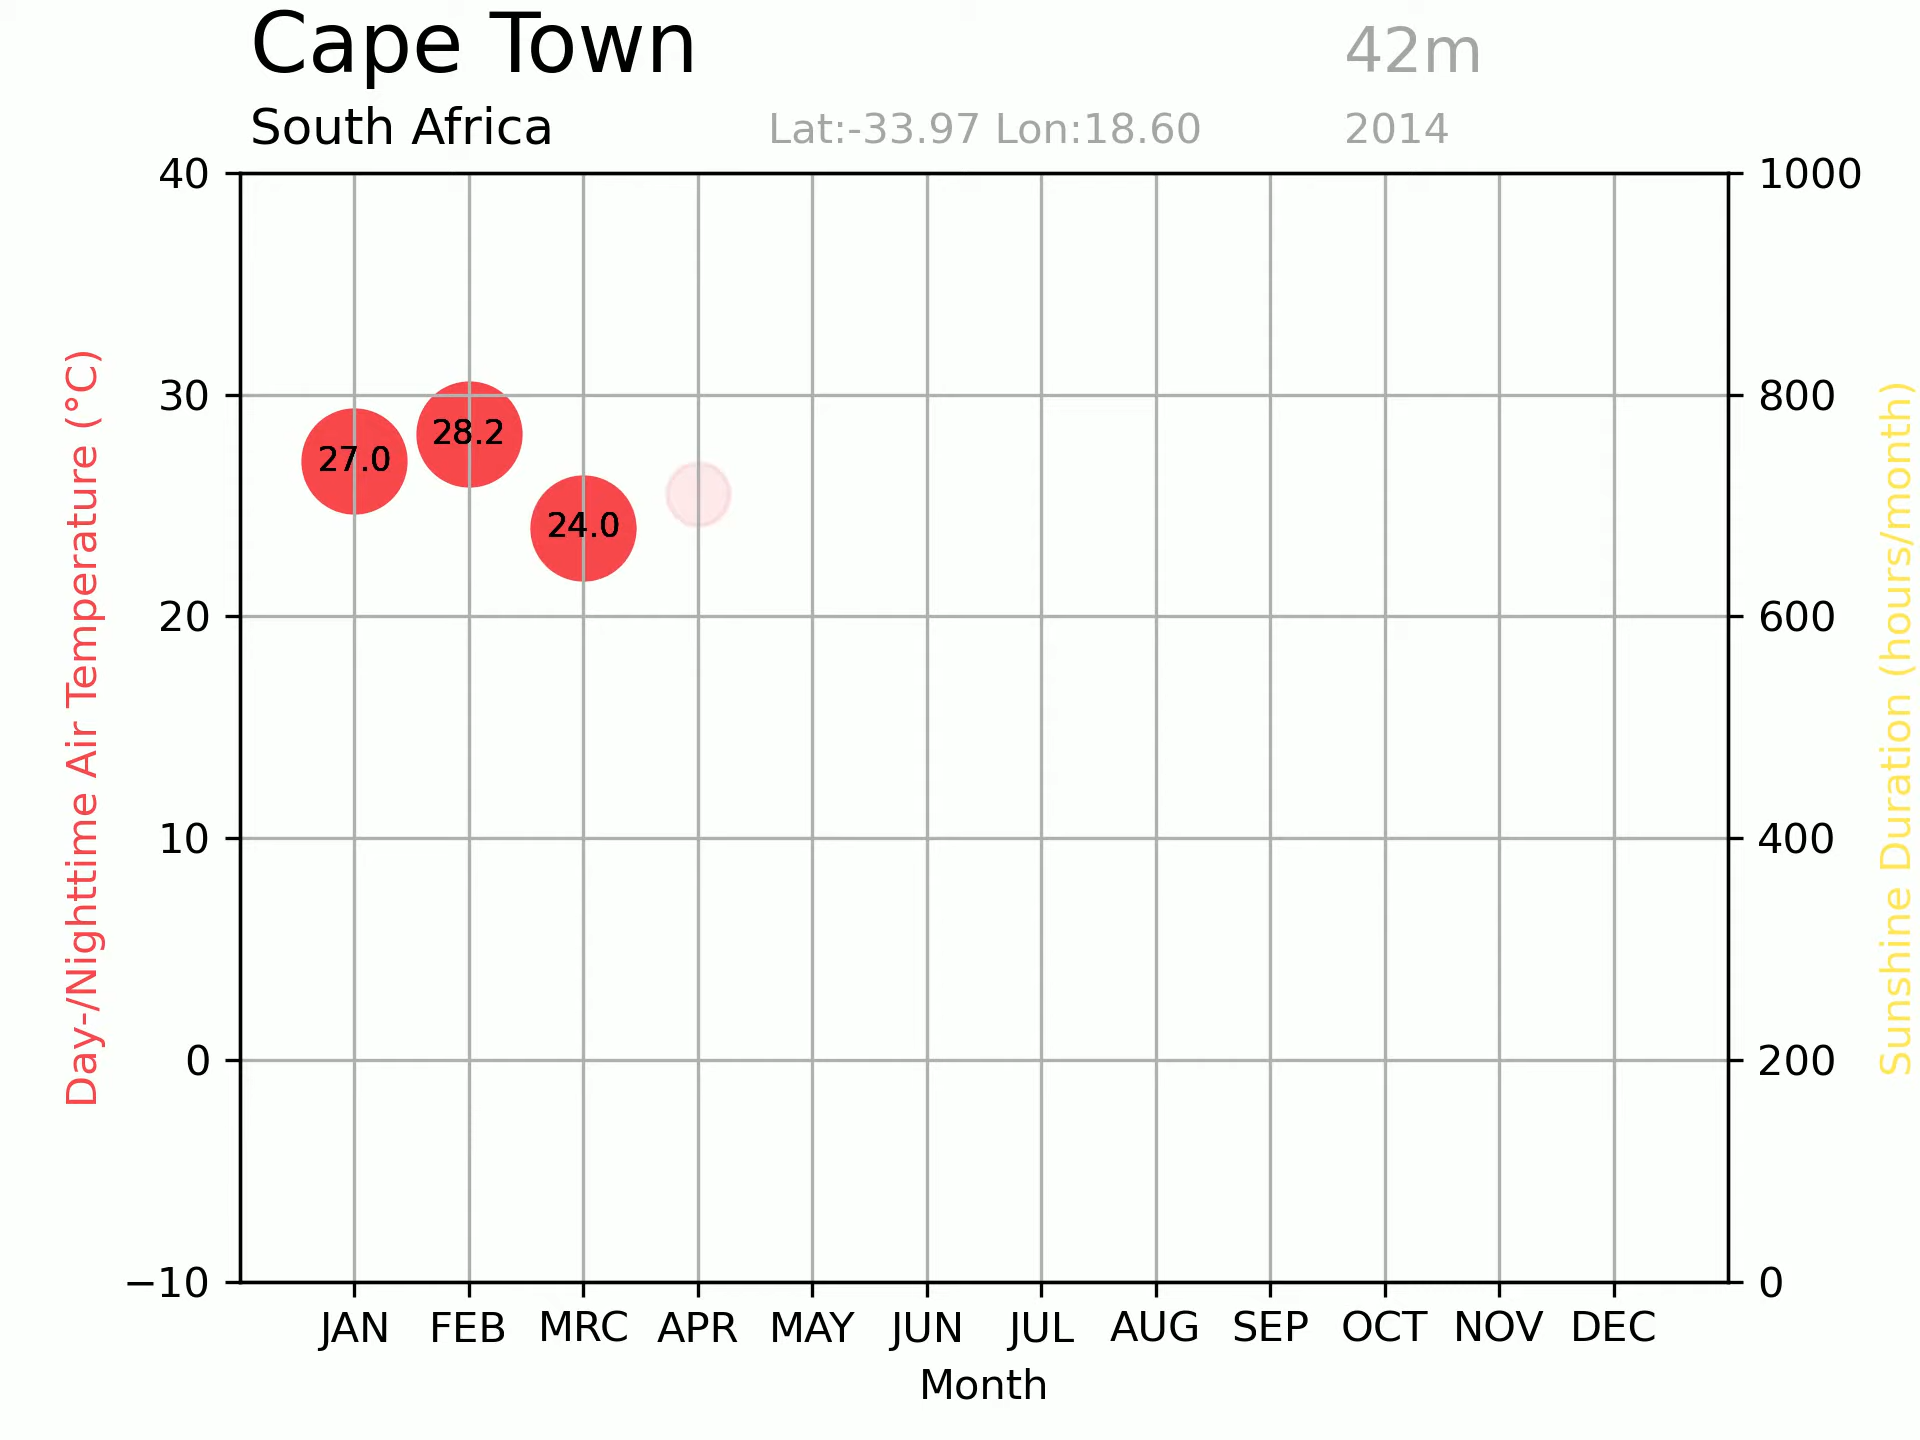 Cape Town
42m
South Africa
Lat:-33.97 Lon:18.60
2014
40
30
20
10
0
−10
1000
800
600
400
200
0
Day-/Nighttime Air Temperature (°C)
Sunshine Duration (hours/month)
27.0
28.2
24.0
JAN FEB MRC APR MAY JUN JUL AUG SEP OCT NOV DEC
Month